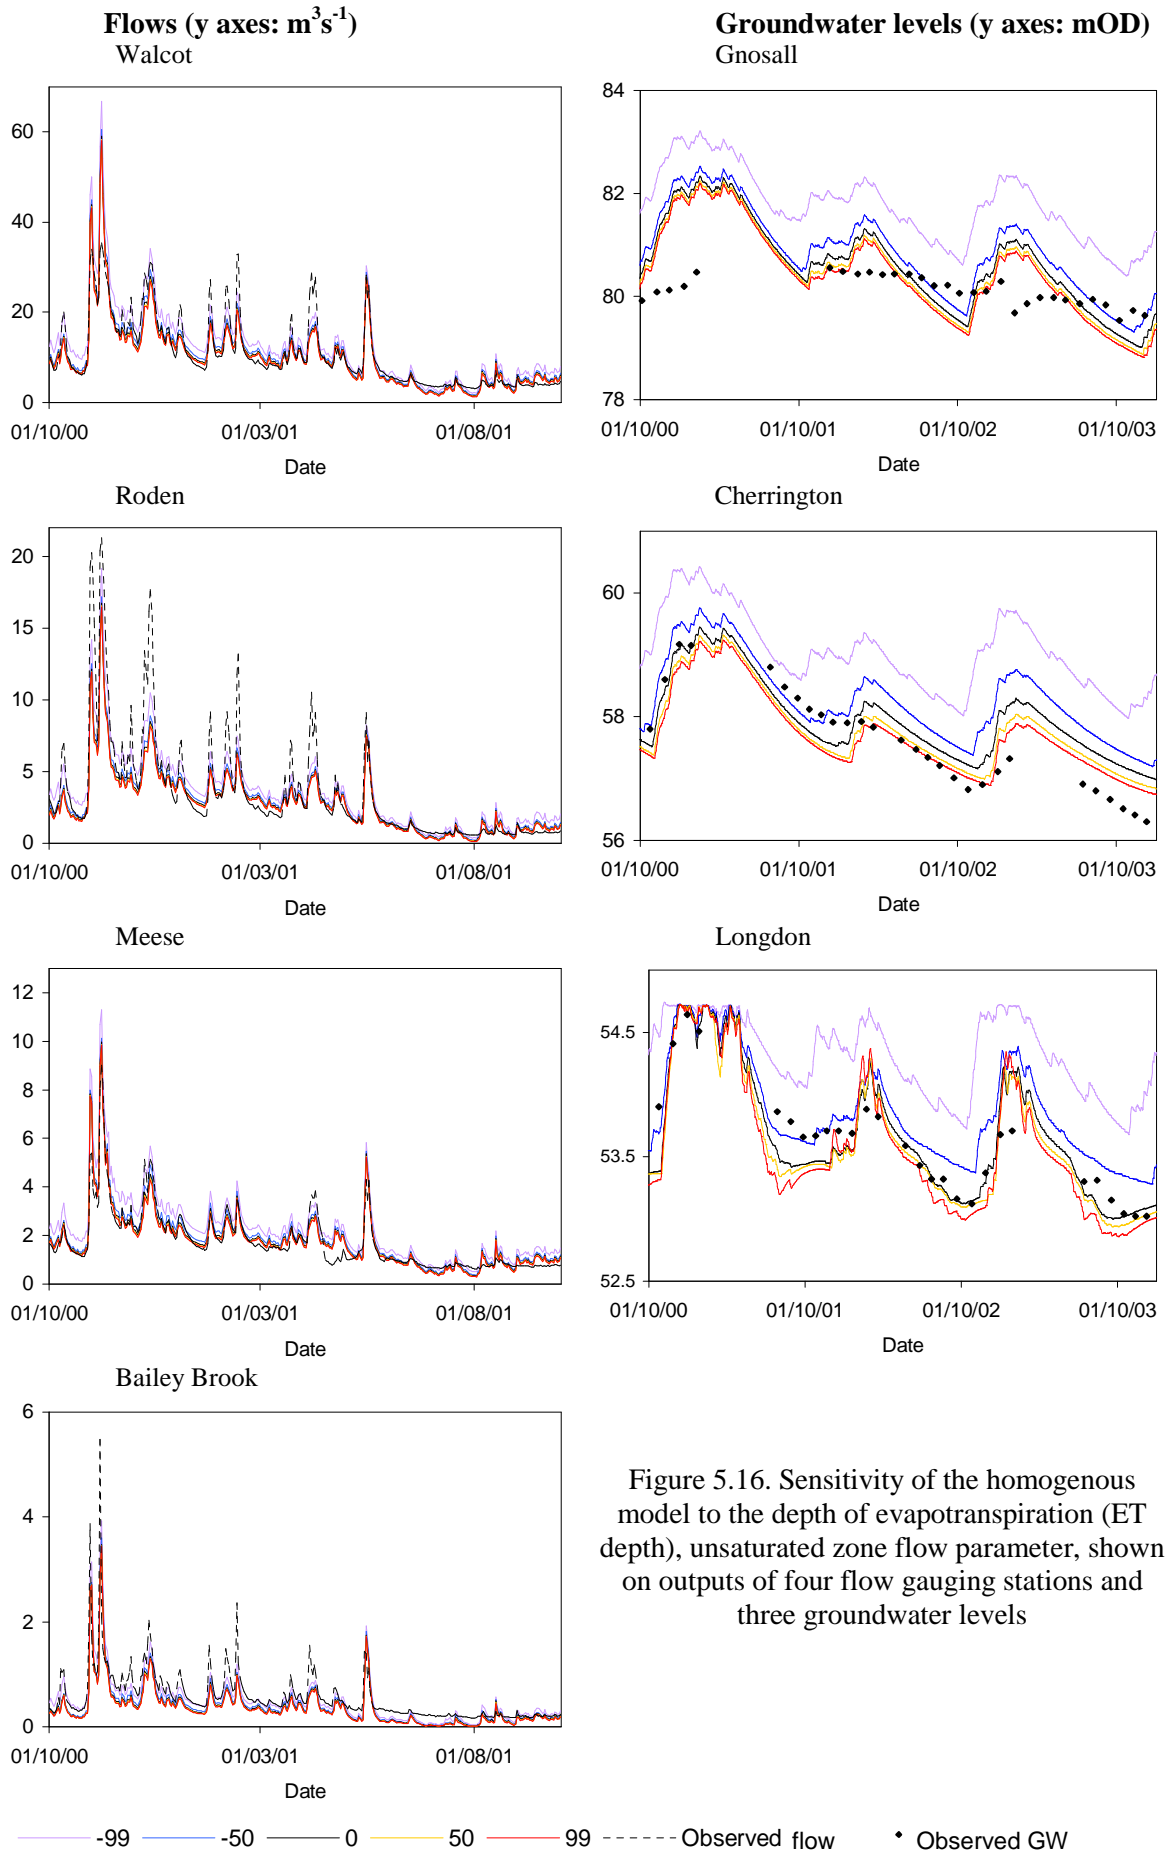 Flows (y axes: m³s⁻¹)
Groundwater levels (y axes: mOD)
Walcot
60
40
20
0
01/10/00 01/03/01 01/08/01
Date
Gnosall
84
82
80
78
01/10/00 01/10/01 01/10/02 01/10/03
Date
Roden
20
15
10
5
0
01/10/00 01/03/01 01/08/01
Date
Cherrington
60
58
56
01/10/00 01/10/01 01/10/02 01/10/03
Date
Meese
12
10
8
6
4
2
0
01/10/00 01/03/01 01/08/01
Date
Longdon
54.5
53.5
52.5
01/10/00 01/10/01 01/10/02 01/10/03
Date
Bailey Brook
6
4
2
0
01/10/00 01/03/01 01/08/01
Date
Figure 5.16. Sensitivity of the homogenous
model to the depth of evapotranspiration (ET
depth), unsaturated zone flow parameter, shown
on outputs of four flow gauging stations and
three groundwater levels
-99 -50 0 50 99 Observed flow Observed GW